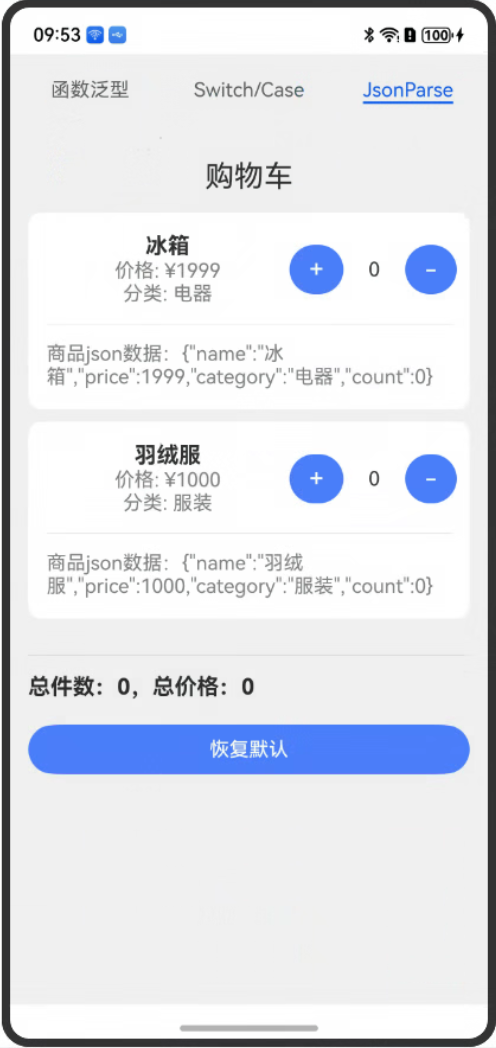 09:53 100
函数泛型 Switch/Case JsonParse
购物车
冰箱
价格: ¥1999
分类: 电器
+ 0 -
商品json数据：{"name":"冰
箱","price":1999,"category":"电器","count":0}
羽绒服
价格: ¥1000
分类: 服装
+ 0 -
商品json数据：{"name":"羽绒
服","price":1000,"category":"服装","count":0}
总件数：0，总价格：0
恢复默认